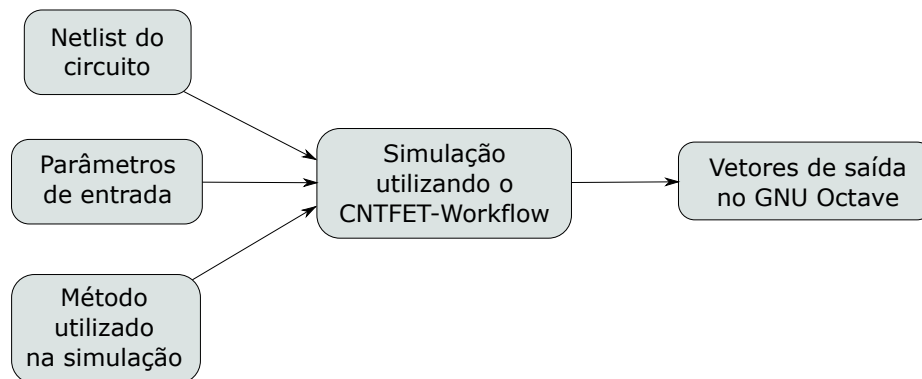 Netlist do
circuito
Parâmetros
de entrada
Método
utilizado
na simulação
Simulação
utilizando o
CNTFET-Workflow
Vetores de saída
no GNU Octave